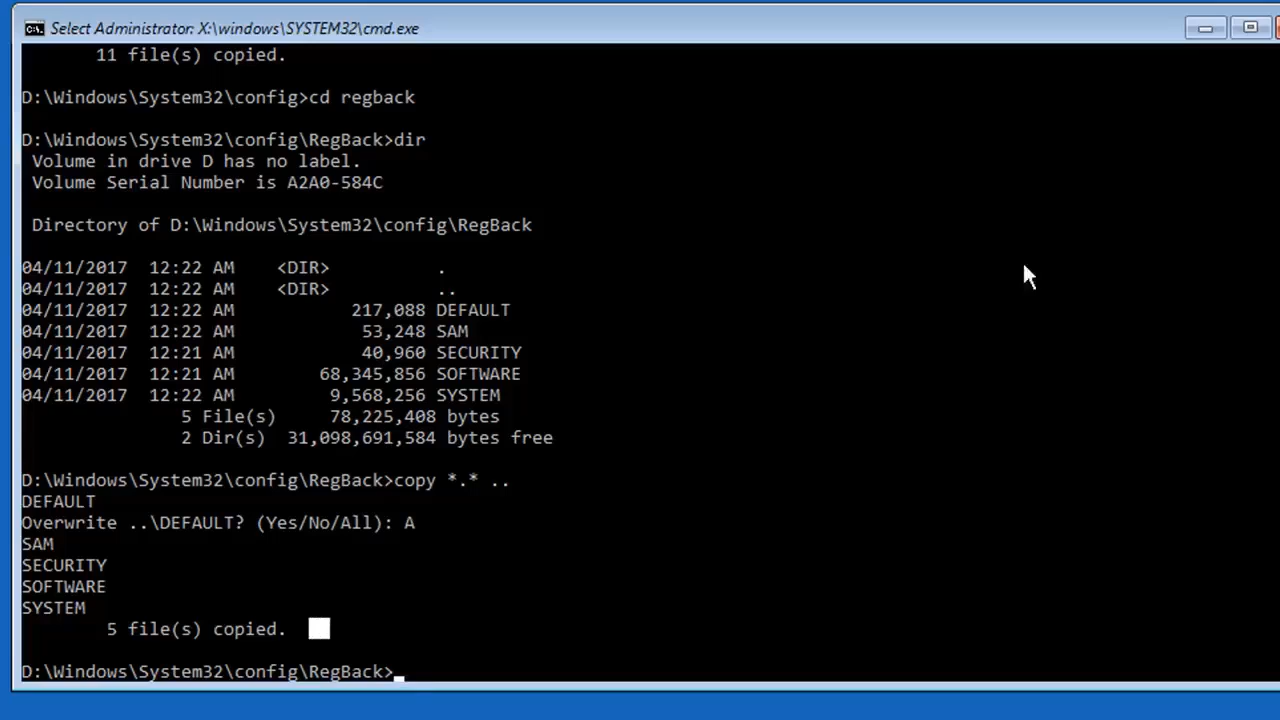 Select Administrator: X:\windows\SYSTEM32\cmd.exe
11 file(s) copied.
D:\Windows\System32\config>cd regback
D:\Windows\System32\config\RegBack>dir
Volume in drive D has no label.
Volume Serial Number is A2A0-584C
Directory of D:\Windows\System32\config\RegBack
04/11/2017  12:22 AM    <DIR>          .
04/11/2017  12:22 AM    <DIR>          ..
04/11/2017  12:22 AM           217,088 DEFAULT
04/11/2017  12:22 AM            53,248 SAM
04/11/2017  12:21 AM            40,960 SECURITY
04/11/2017  12:21 AM        68,345,856 SOFTWARE
04/11/2017  12:22 AM         9,568,256 SYSTEM
5 File(s)     78,225,408 bytes
2 Dir(s)  31,098,691,584 bytes free
D:\Windows\System32\config\RegBack>copy *.* ..
DEFAULT
Overwrite ..\DEFAULT? (Yes/No/All): A
SAM
SECURITY
SOFTWARE
SYSTEM
5 file(s) copied.
D:\Windows\System32\config\RegBack>